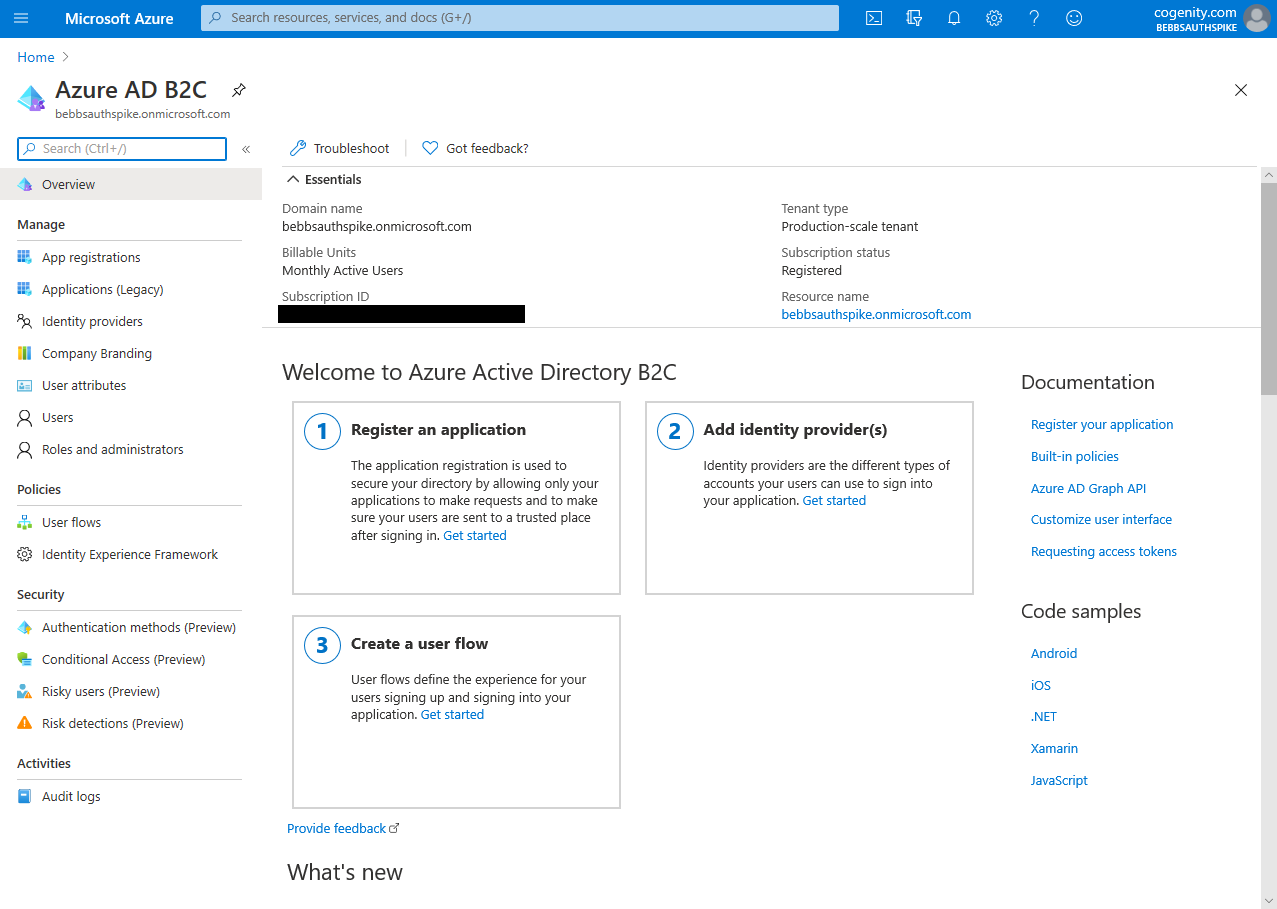 Microsoft Azure
Search resources, services, and docs (G+/)
cogenity.com
BEBBSAUTHSPIKE
Home
Azure AD B2C
bebbsauthspike.onmicrosoft.com
Search (Ctrl+/)
«
Overview
Manage
App registrations
Applications (Legacy)
Identity providers
Company Branding
User attributes
Users
Roles and administrators
Policies
User flows
Identity Experience Framework
Security
Authentication methods (Preview)
Conditional Access (Preview)
Risky users (Preview)
Risk detections (Preview)
Activities
Audit logs
Troubleshoot
Got feedback?
Essentials
Domain name
bebbsauthspike.onmicrosoft.com
Billable Units
Monthly Active Users
Subscription ID
Tenant type
Production-scale tenant
Subscription status
Registered
Resource name
bebbsauthspike.onmicrosoft.com
Welcome to Azure Active Directory B2C
1
Register an application
The application registration is used to
secure your directory by allowing only your
applications to make requests and to make
sure your users are sent to a trusted place
after signing in. Get started
2
Add identity provider(s)
Identity providers are the different types of
accounts your users can use to sign into
your application. Get started
3
Create a user flow
User flows define the experience for your
users signing up and signing into your
application. Get started
Provide feedback
What's new
Documentation
Register your application
Built-in policies
Azure AD Graph API
Customize user interface
Requesting access tokens
Code samples
Android
iOS
.NET
Xamarin
JavaScript